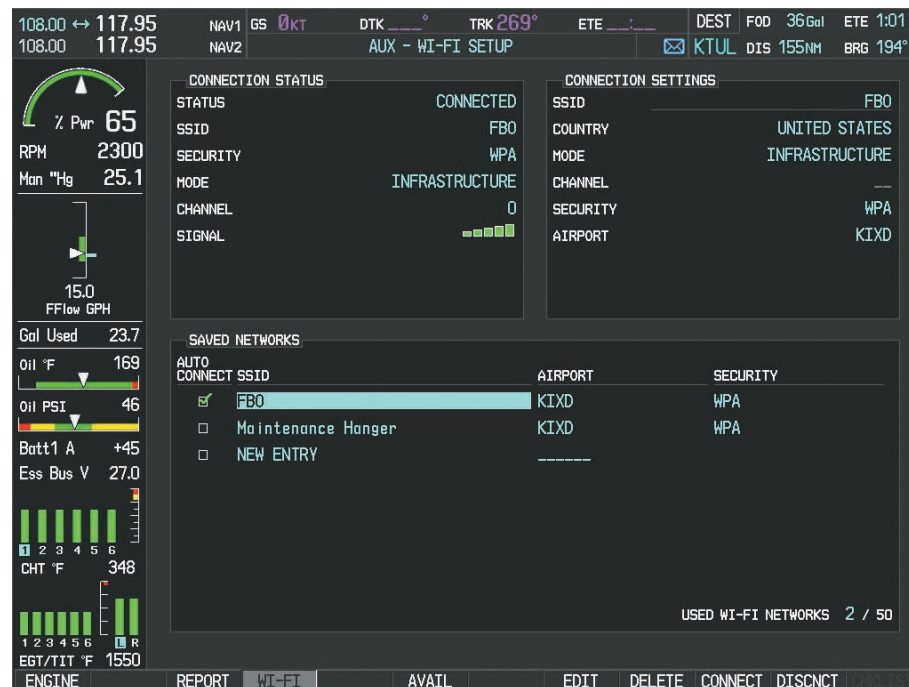 108.00 ↔ 117.95 NAV1 GS 0KT DTK ___° TRK 269° ETE __:__ DEST FOD 36Gal ETE 1:01
108.00 117.95 NAV2 AUX - WI-FI SETUP KTUL DIS 155NM BRG 194°
% Pwr 65
RPM 2300
Man "Hg 25.1
15.0
FFlow GPH
Gal Used 23.7
Oil °F 169
Oil PSI 46
Batt1 A +45
Ess Bus V 27.0
1 2 3 4 5 6
CHT °F 348
1 2 3 4 5 6 L R
EGT/TIT °F 1550
CONNECTION STATUS
STATUS CONNECTED
SSID FBO
SECURITY WPA
MODE INFRASTRUCTURE
CHANNEL 0
SIGNAL
CONNECTION SETTINGS
SSID FBO
COUNTRY UNITED STATES
MODE INFRASTRUCTURE
CHANNEL __
SECURITY WPA
AIRPORT KIXD
SAVED NETWORKS
AUTO
CONNECT SSID AIRPORT SECURITY
FBO KIXD WPA
Maintenance Hanger KIXD WPA
NEW ENTRY ______
USED WI-FI NETWORKS 2 / 50
ENGINE REPORT WI-FI AVAIL EDIT DELETE CONNECT DISCNCT